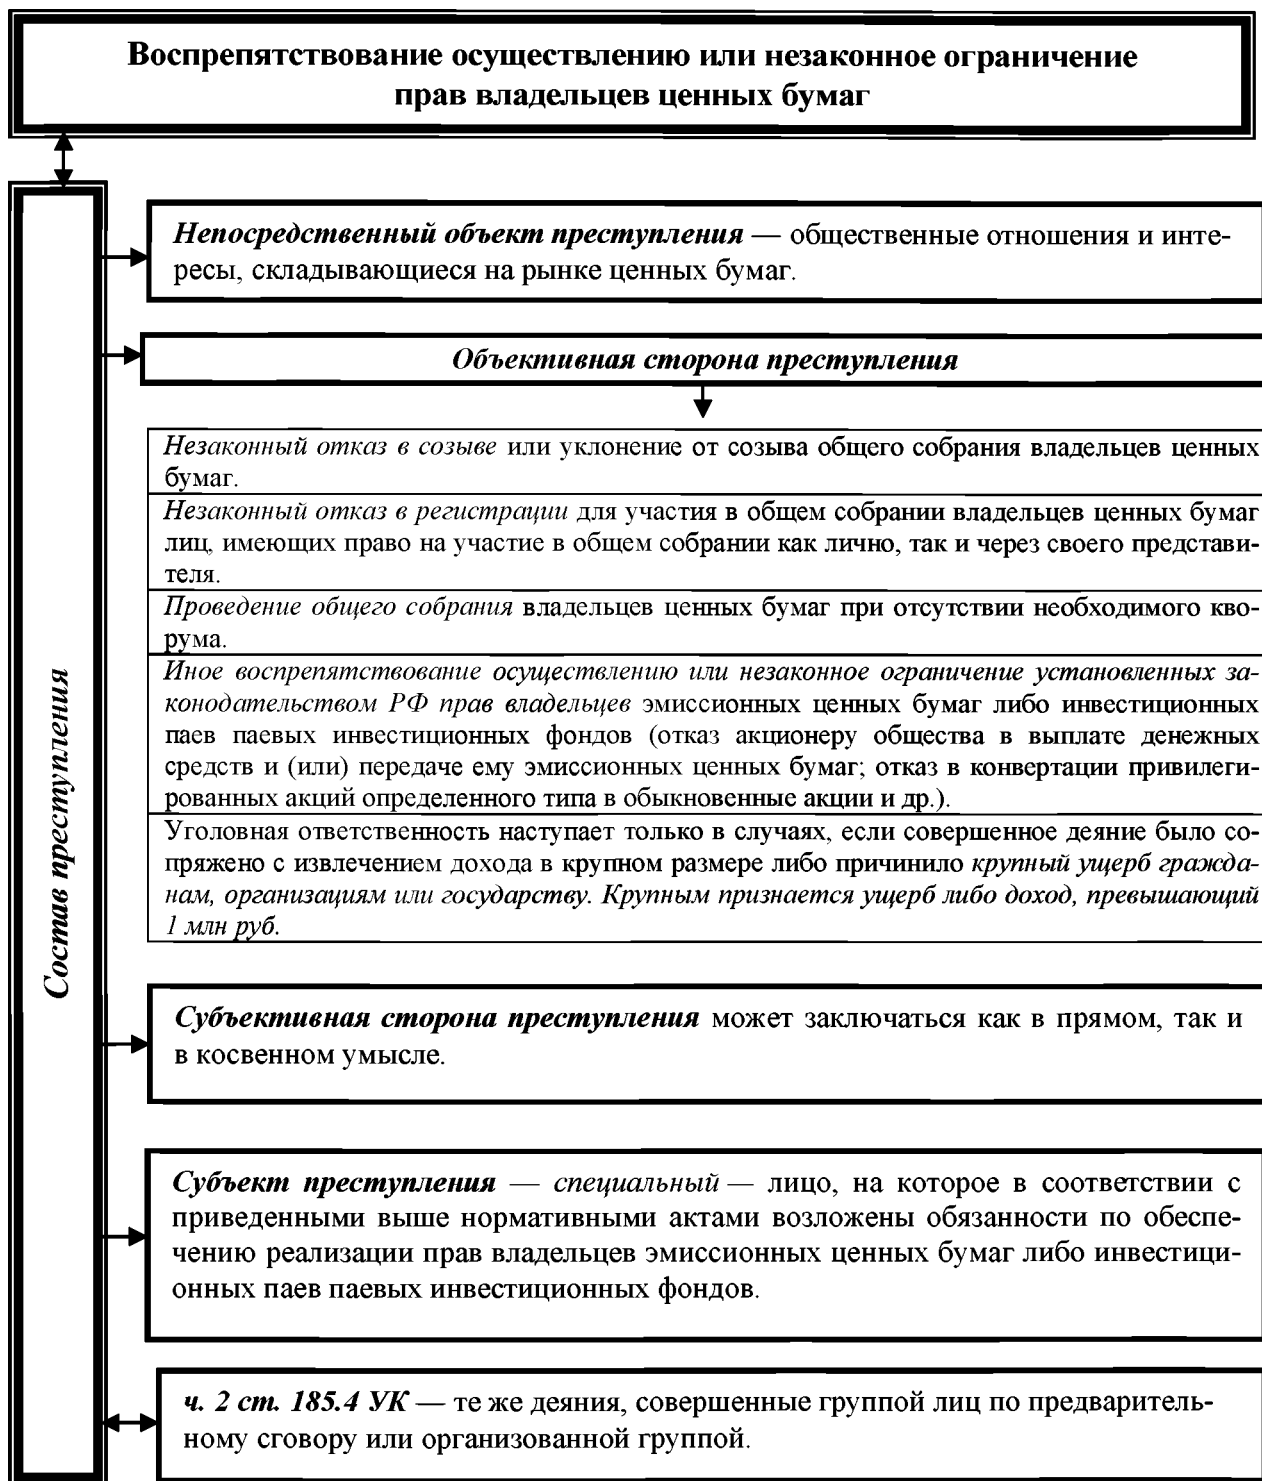 Воспрепятствование осуществлению или незаконное ограничение
прав владельцев ценных бумаг
Состав преступления
Непосредственный объект преступления — общественные отношения и инте-
ресы, складывающиеся на рынке ценных бумаг.
Объективная сторона преступления
Незаконный отказ в созыве или уклонение от созыва общего собрания владельцев ценных
бумаг.
Незаконный отказ в регистрации для участия в общем собрании владельцев ценных бумаг
лиц, имеющих право на участие в общем собрании как лично, так и через своего представи-
теля.
Проведение общего собрания владельцев ценных бумаг при отсутствии необходимого кво-
рума.
Иное воспрепятствование осуществлению или незаконное ограничение установленных за-
конодательством РФ прав владельцев эмиссионных ценных бумаг либо инвестиционных
паев паевых инвестиционных фондов (отказ акционеру общества в выплате денежных
средств и (или) передаче ему эмиссионных ценных бумаг; отказ в конвертации привилеги-
рованных акций определенного типа в обыкновенные акции и др.).
Уголовная ответственность наступает только в случаях, если совершенное деяние было со-
пряжено с извлечением дохода в крупном размере либо причинило крупный ущерб гражда-
нам, организациям или государству. Крупным признается ущерб либо доход, превышающий
1 млн руб.
Субъективная сторона преступления может заключаться как в прямом, так и
в косвенном умысле.
Субъект преступления — специальный — лицо, на которое в соответствии с
приведенными выше нормативными актами возложены обязанности по обеспе-
чению реализации прав владельцев эмиссионных ценных бумаг либо инвестици-
онных паев паевых инвестиционных фондов.
ч. 2 ст. 185.4 УК — те же деяния, совершенные группой лиц по предваритель-
ному сговору или организованной группой.